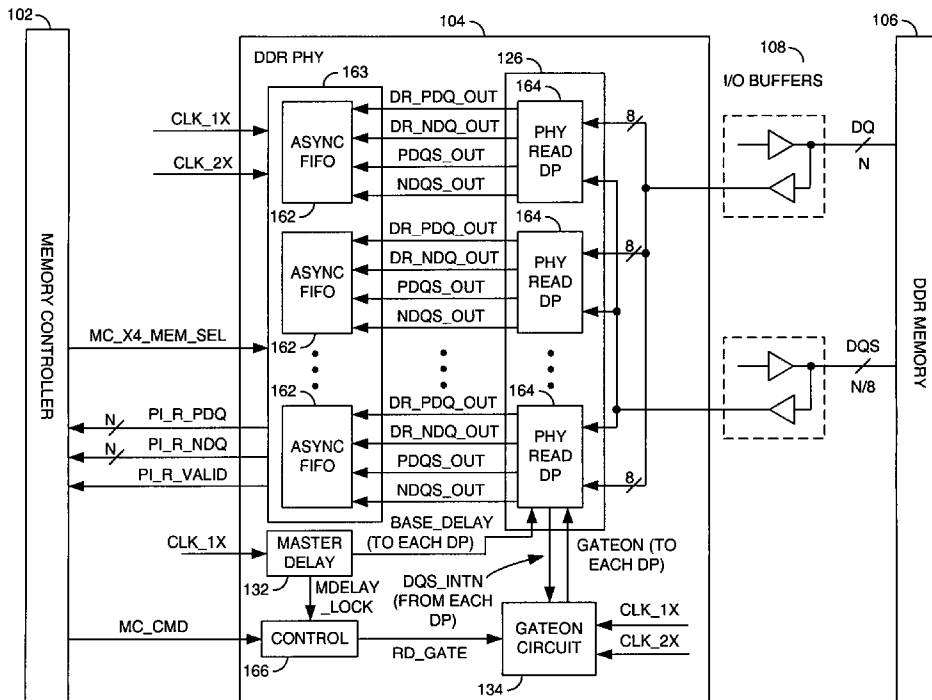 102
104
106
DDR PHY
163
126
108
I/O BUFFERS
MEMORY CONTROLLER
DDR MEMORY
CLK_1X
CLK_2X
ASYNC
FIFO
162
DR_PDQ_OUT
DR_NDQ_OUT
PDQS_OUT
NDQS_OUT
164
PHY
READ
DP
8
DQ
N
ASYNC
FIFO
162
DR_PDQ_OUT
DR_NDQ_OUT
PDQS_OUT
NDQS_OUT
164
PHY
READ
DP
8
MC_X4_MEM_SEL
DQS
N/8
162
ASYNC
FIFO
DR_PDQ_OUT
DR_NDQ_OUT
PDQS_OUT
NDQS_OUT
164
PHY
READ
DP
8
N
PI_R_PDQ
N
PI_R_NDQ
PI_R_VALID
CLK_1X
MASTER
DELAY
132
BASE_DELAY
(TO EACH DP)
GATEON (TO
EACH DP)
MDELAY
_LOCK
DQS_INTN
(FROM EACH
DP)
MC_CMD
CONTROL
166
RD_GATE
GATEON
CIRCUIT
134
CLK_1X
CLK_2X